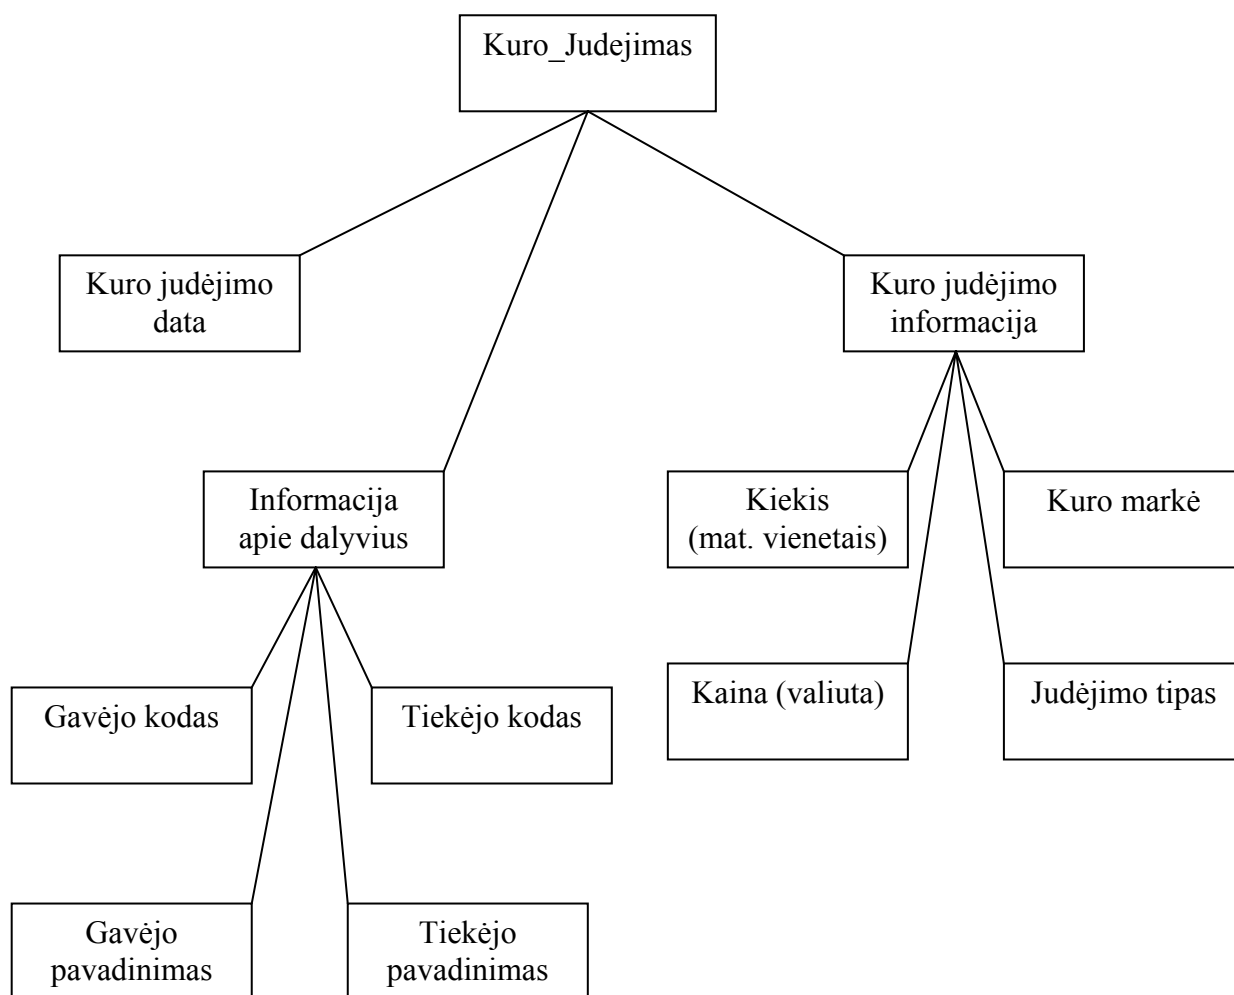 Kuro_Judejimas
Kuro judėjimo
data
Kuro judėjimo
informacija
Informacija
apie dalyvius
Kiekis
(mat. vienetais)
Kuro markė
Gavėjo kodas
Tiekėjo kodas
Kaina (valiuta)
Judėjimo tipas
Gavėjo
pavadinimas
Tiekėjo
pavadinimas